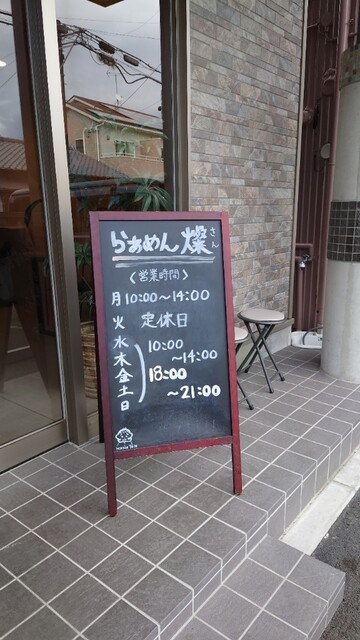 らぁめん 燦
さん
〈営業時間〉
月 10:00～14:00
火 定休日
水 木 金 土 日
10:00
～14:00
18:00
～21:00